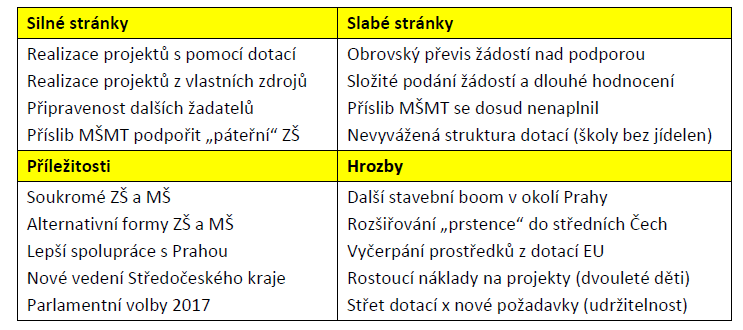 Silné stránky
Realizace projektů s pomocí dotací
Realizace projektů z vlastních zdrojů
Připravenost dalších žadatelů
Příslib MŠMT podpořit „páteřní“ ZŠ
Slabé stránky
Obrovský převis žádostí nad podporou
Složité podání žádostí a dlouhé hodnocení
Příslib MŠMT se dosud nenaplnil
Nevyvážená struktura dotací (školy bez jídelen)
Příležitosti
Soukromé ZŠ a MŠ
Alternativní formy ZŠ a MŠ
Lepší spolupráce s Prahou
Nové vedení Středočeského kraje
Parlamentní volby 2017
Hrozby
Další stavební boom v okolí Prahy
Rozšiřování „prstence“ do středních Čech
Vyčerpání prostředků z dotací EU
Rostoucí náklady na projekty (dvouleté děti)
Střet dotací x nové požadavky (udržitelnost)